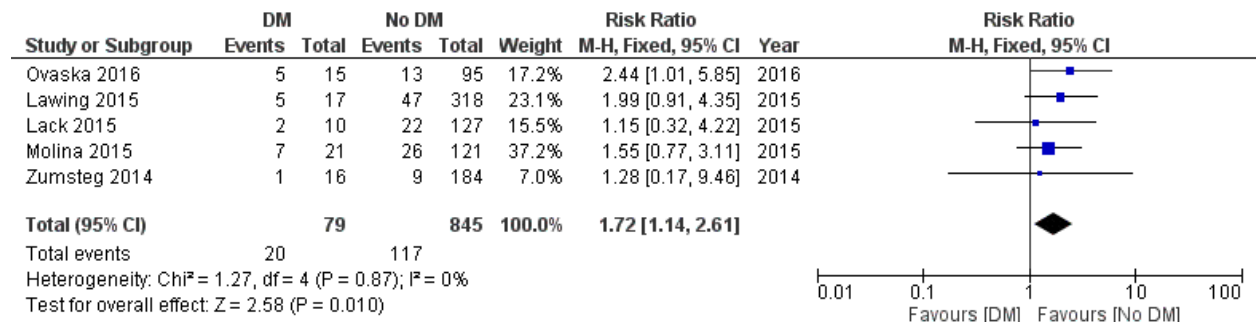 DM No DM Risk Ratio Risk Ratio
Study or Subgroup Events Total Events Total Weight M-H, Fixed, 95% CI Year M-H, Fixed, 95% CI
Ovaska 2016 5 15 13 95 17.2% 2.44 [1.01, 5.85] 2016
Lawing 2015 5 17 47 318 23.1% 1.99 [0.91, 4.35] 2015
Lack 2015 2 10 22 127 15.5% 1.15 [0.32, 4.22] 2015
Molina 2015 7 21 26 121 37.2% 1.55 [0.77, 3.11] 2015
Zumsteg 2014 1 16 9 184 7.0% 1.28 [0.17, 9.46] 2014
Total (95% CI) 79 845 100.0% 1.72 [1.14, 2.61]
Total events 20 117
Heterogeneity: Chi² = 1.27, df = 4 (P = 0.87); I² = 0%
Test for overall effect: Z = 2.58 (P = 0.010)
0.01 0.1 1 10 100
Favours [DM] Favours [No DM]